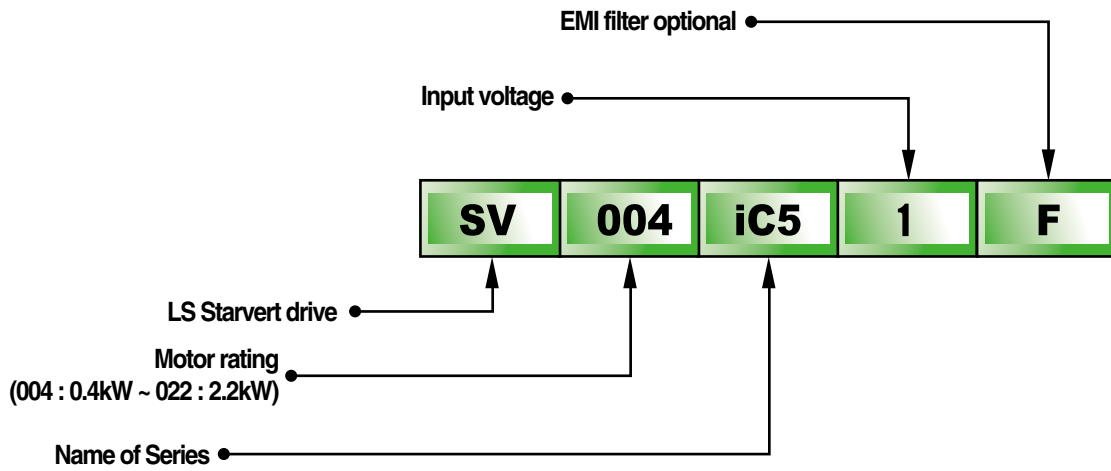 EMI filter optional
Input voltage
SV 004 iC5 1 F
LS Starvert drive
Motor rating
(004 : 0.4kW ~ 022 : 2.2kW)
Name of Series